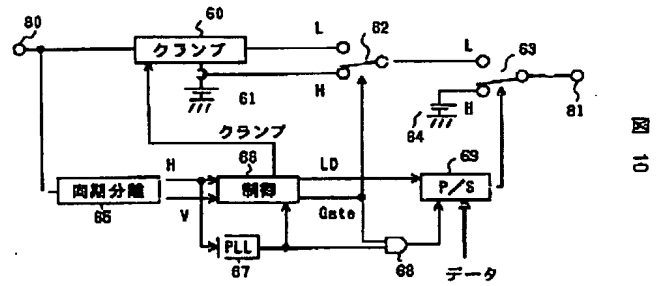 80
60
クランプ
L
62
H
61
L
63
H
64
81
クランプ
同期分離
65
H
V
66
制御
LD
Gate
PLL
67
68
69
P/S
データ
図 10